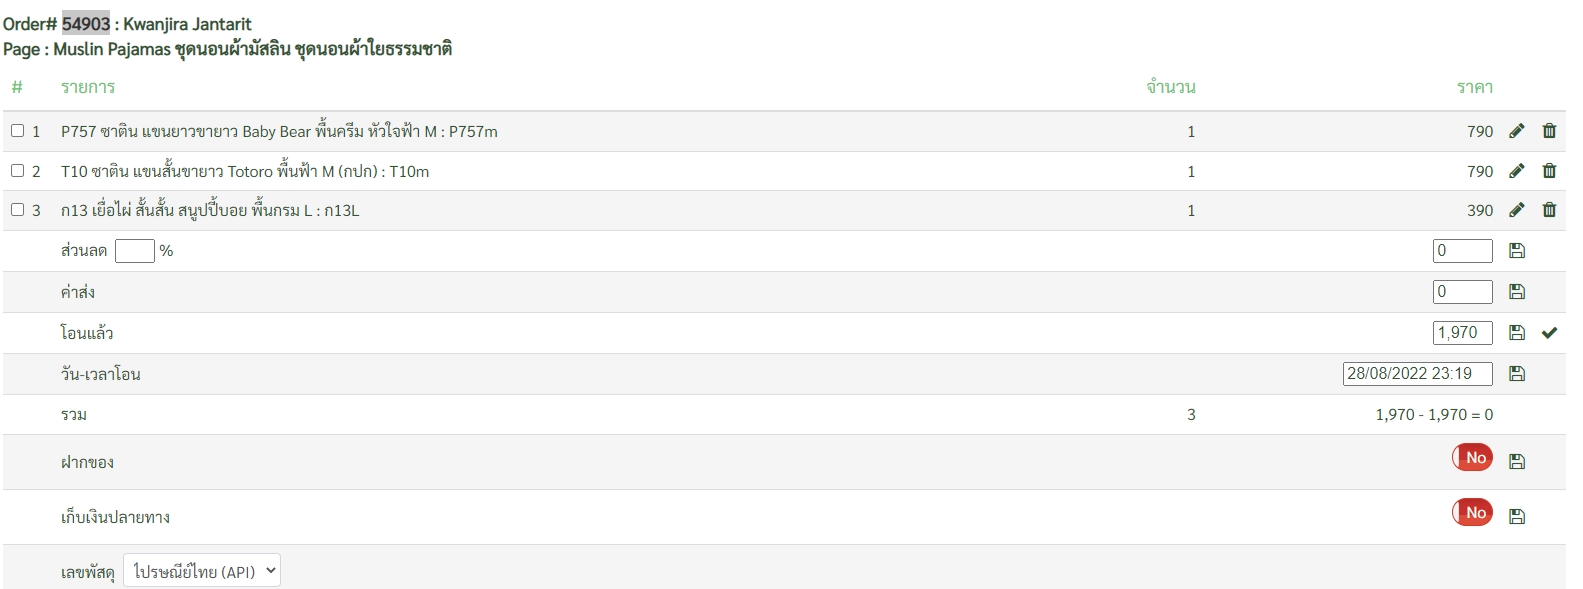 Order# 54903 : Kwanjira Jantarit
Page : Muslin Pajamas ชุดนอนผ้ามัสลิน ชุดนอนผ้าใยธรรมชาติ
# รายการ จำนวน ราคา
1 P757 ซาติน แขนยาวขายาว Baby Bear พื้นครีม หัวใจฟ้า M : P757m 1 790
2 T10 ซาติน แขนสั้นขายาว Totoro พื้นฟ้า M (กปก) : T10m 1 790
3 ก13 เยื่อไผ่ สั้นสั้น สนูปปี้บอย พื้นกรม L : ก13L 1 390
ส่วนลด % 0
ค่าส่ง 0
โอนแล้ว 1,970
วัน-เวลาโอน 28/08/2022 23:19
รวม 3 1,970 - 1,970 = 0
ฝากของ No
เก็บเงินปลายทาง No
เลขพัสดุ ไปรษณีย์ไทย (API)